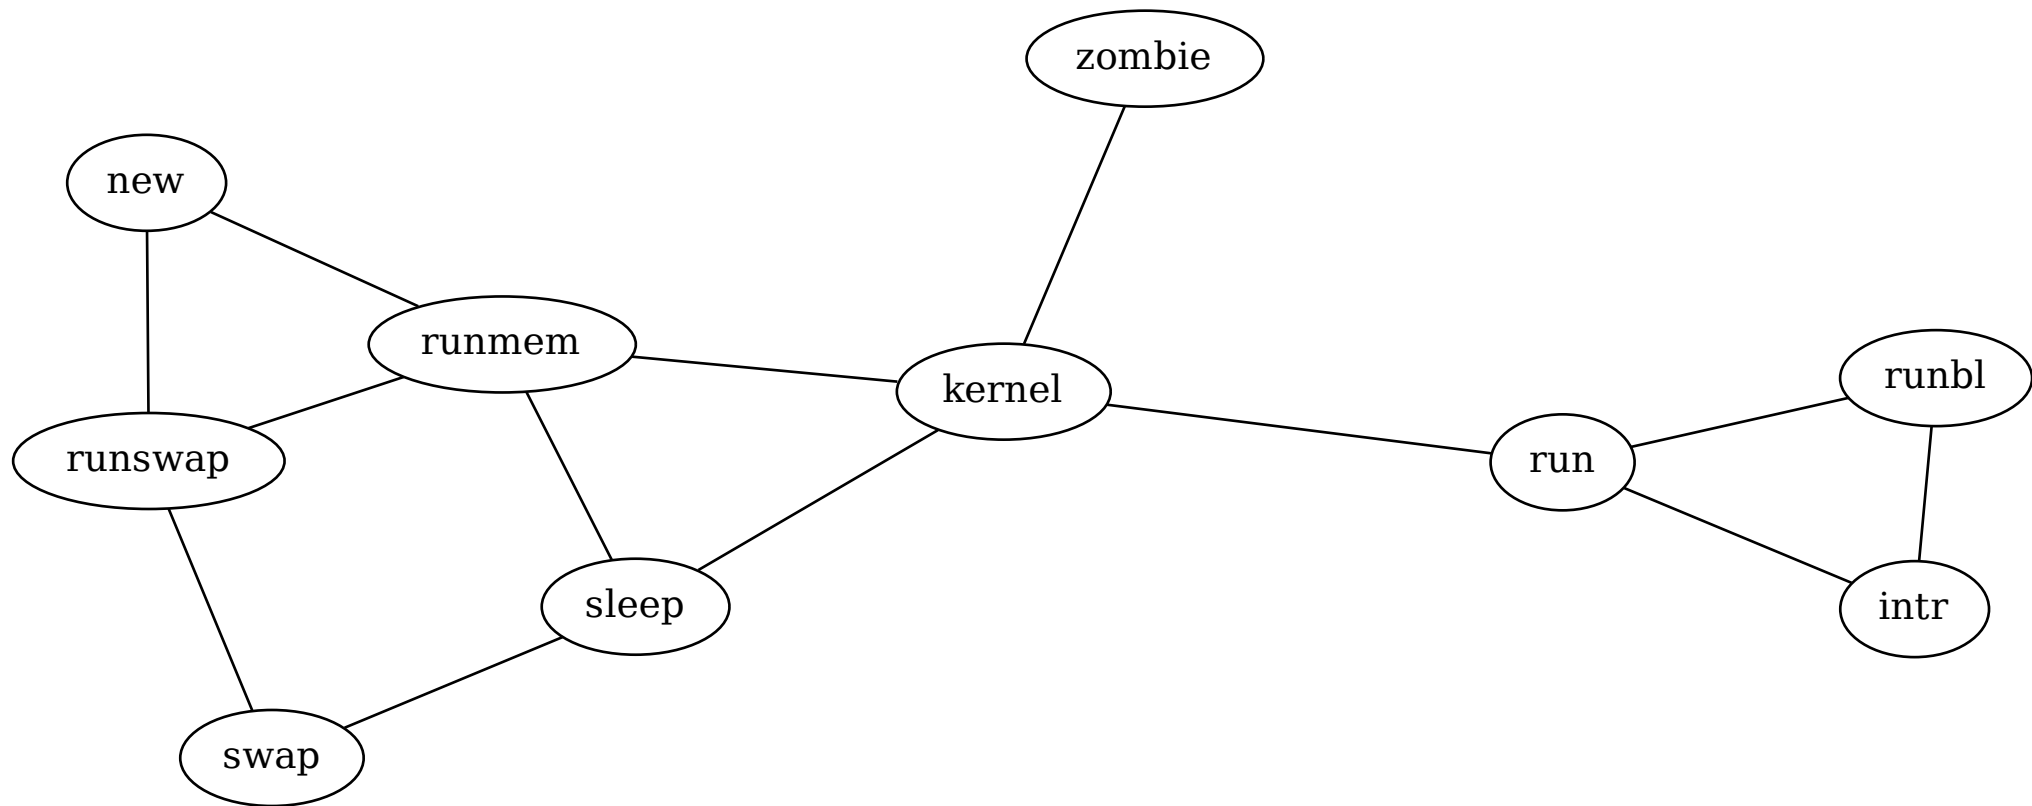 zombie
new
runmem
kernel
runbl
runswap
run
sleep
intr
swap